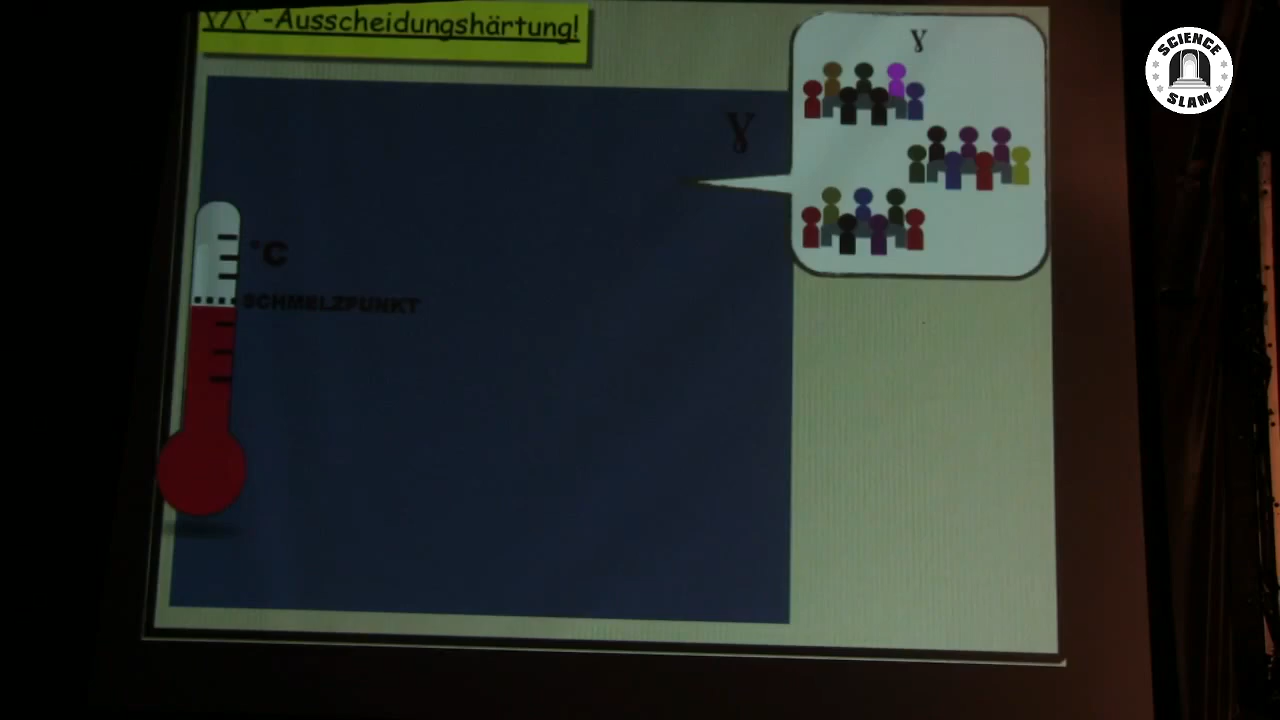 γ/γ'-Ausscheidungshärtung!
γ
γ
°C
SCHMELZPUNKT
SCIENCE
SLAM